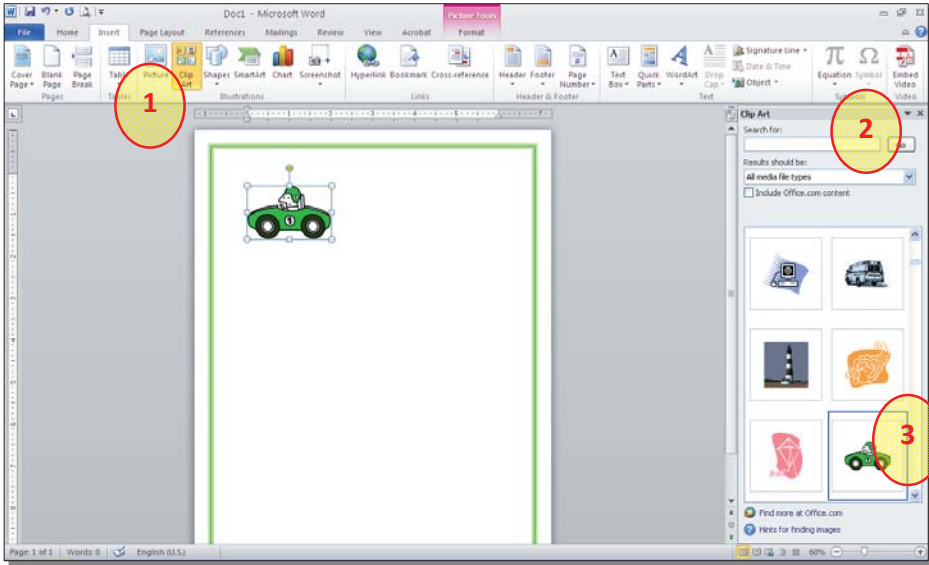 Doc1 - Microsoft Word
Picture Tools
File Home Insert Page Layout References Mailings Review View Acrobat Format
Cover Page Blank Page Page Break Table Picture Clip Art Shapes SmartArt Chart Screenshot Hyperlink Bookmark Cross-reference Header Footer Page Number Text Box Quick Parts WordArt Drop Cap Signature Line Date & Time Object Equation Symbol Embed Video
Pages Tables Illustrations Links Header & Footer Text Symbols Video
1
2
3
Clip Art
Search for:
Go
Results should be:
All media file types
Include Office.com content
1
Find more at Office.com
Hints for finding images
Page: 1 of 1 Words: 0 English (U.S.) 60%